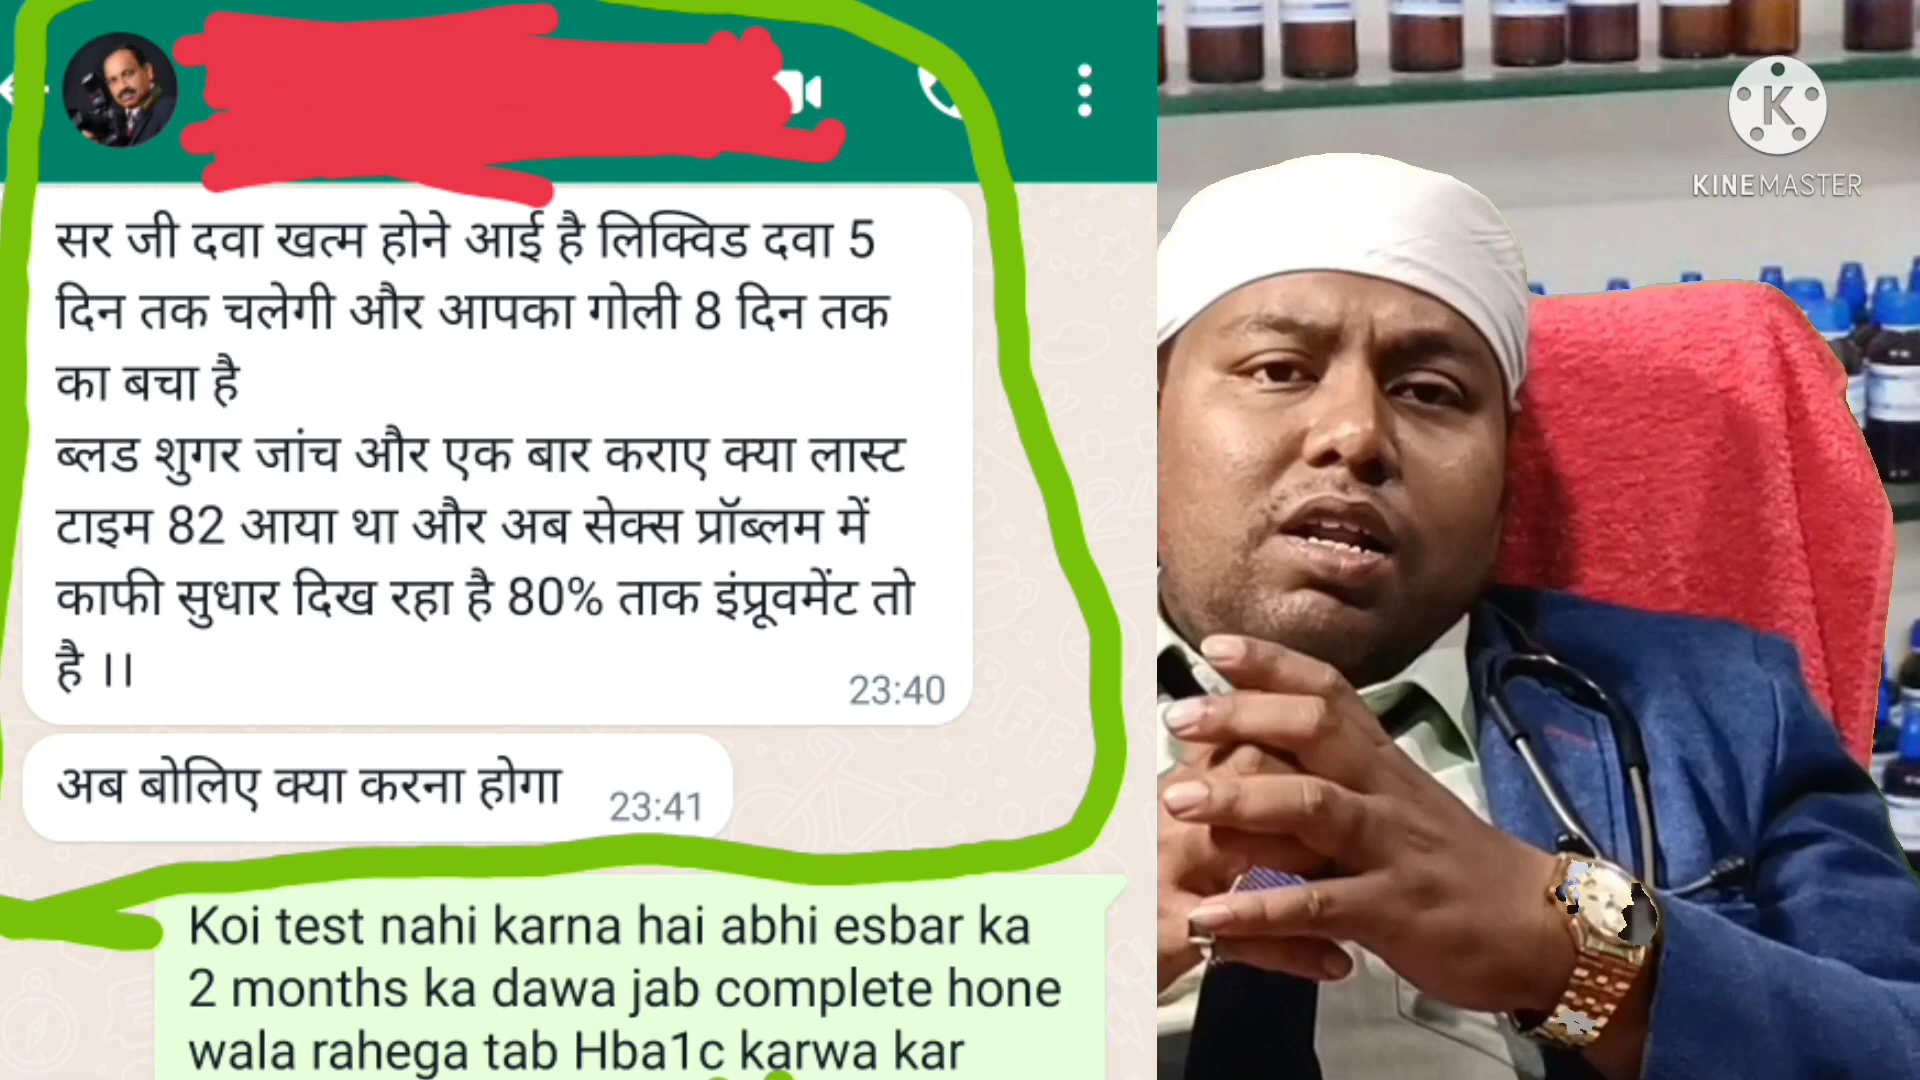 सर जी दवा खत्म होने आई है लिक्विड दवा 5
दिन तक चलेगी और आपका गोली 8 दिन तक
का बचा है
ब्लड शुगर जांच और एक बार कराए क्या लास्ट
टाइम 82 आया था और अब सेक्स प्रॉब्लम में
काफी सुधार दिख रहा है 80% ताक इंप्रूवमेंट तो
है ।।
23:40
अब बोलिए क्या करना होगा
23:41
Koi test nahi karna hai abhi esbar ka
2 months ka dawa jab complete hone
wala rahega tab Hba1c karwa kar
K
KINEMASTER